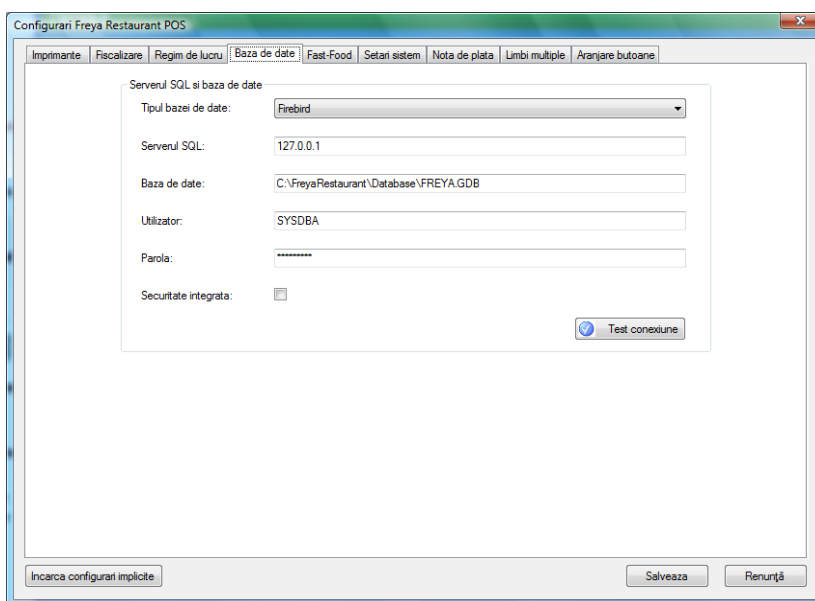 Configurari Freya Restaurant POS
Imprimante Fiscalizare Regim de lucru Baza de date Fast-Food Setari sistem Nota de plata Limbi multiple Aranjare butoane
Serverul SQL si baza de date
Tipul bazei de date: Firebird
Serverul SQL: 127.0.0.1
Baza de date: C:\FreyaRestaurant\Database\FREYA.GDB
Utilizator: SYSDBA
Parola: *********
Securitate integrata:
Test conexiune
Incarca configurari implicite Salveaza Renunță